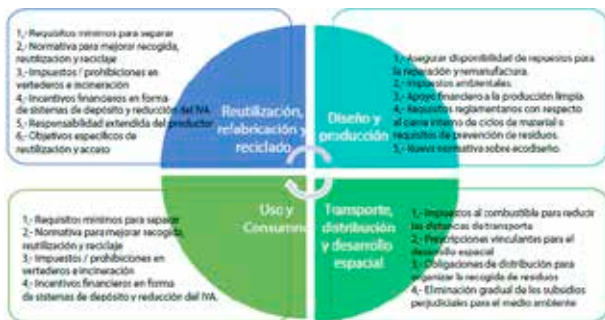 1,- Requisitos mínimos para separar
2,- Normativa para mejorar recogida,
reutilización y reciclaje
3,- Impuestos / prohibiciones en
vertederos e incineración
4,- Incentivos financieros en forma
de sistemas de depósito y reducción del IVA.
5,- Responsabilidad extendida del productor
6,- Objetivos específicos de
reutilización y acceso
Reutilización,
refabricación y
reciclado
Diseño y
producción
1,- Asegurar disponibilidad de repuestos para
la reparación y remanufactura.
2,- Impuestos ambientales.
3,- Apoyo financiero a la producción limpia
4,- Requisitos reglamentarios con respecto
al cierre interno de ciclos de material o
requisitos de prevención de residuos.
5,- Nueva normativa sobre ecodiseño.
1,- Requisitos mínimos para separar
2,- Normativa para mejorar recogida,
reutilización y reciclaje
3,- Impuestos / prohibiciones en
vertederos e incineración
4,- Incentivos financieros en forma
de sistemas de depósito y reducción del IVA.
Uso y
Consumno
Transporte,
distribución
y desarrollo
espacial
1,- Impuestos al combustible para reducir
las distancias de transporte
2,- Prescripciones vinculantes para el
desarrollo espacial
3,- Obligaciones de distribución para
organizar la recogida de residuos
4,- Eliminación gradual de los subsidios
perjudiciales para el medio ambiente